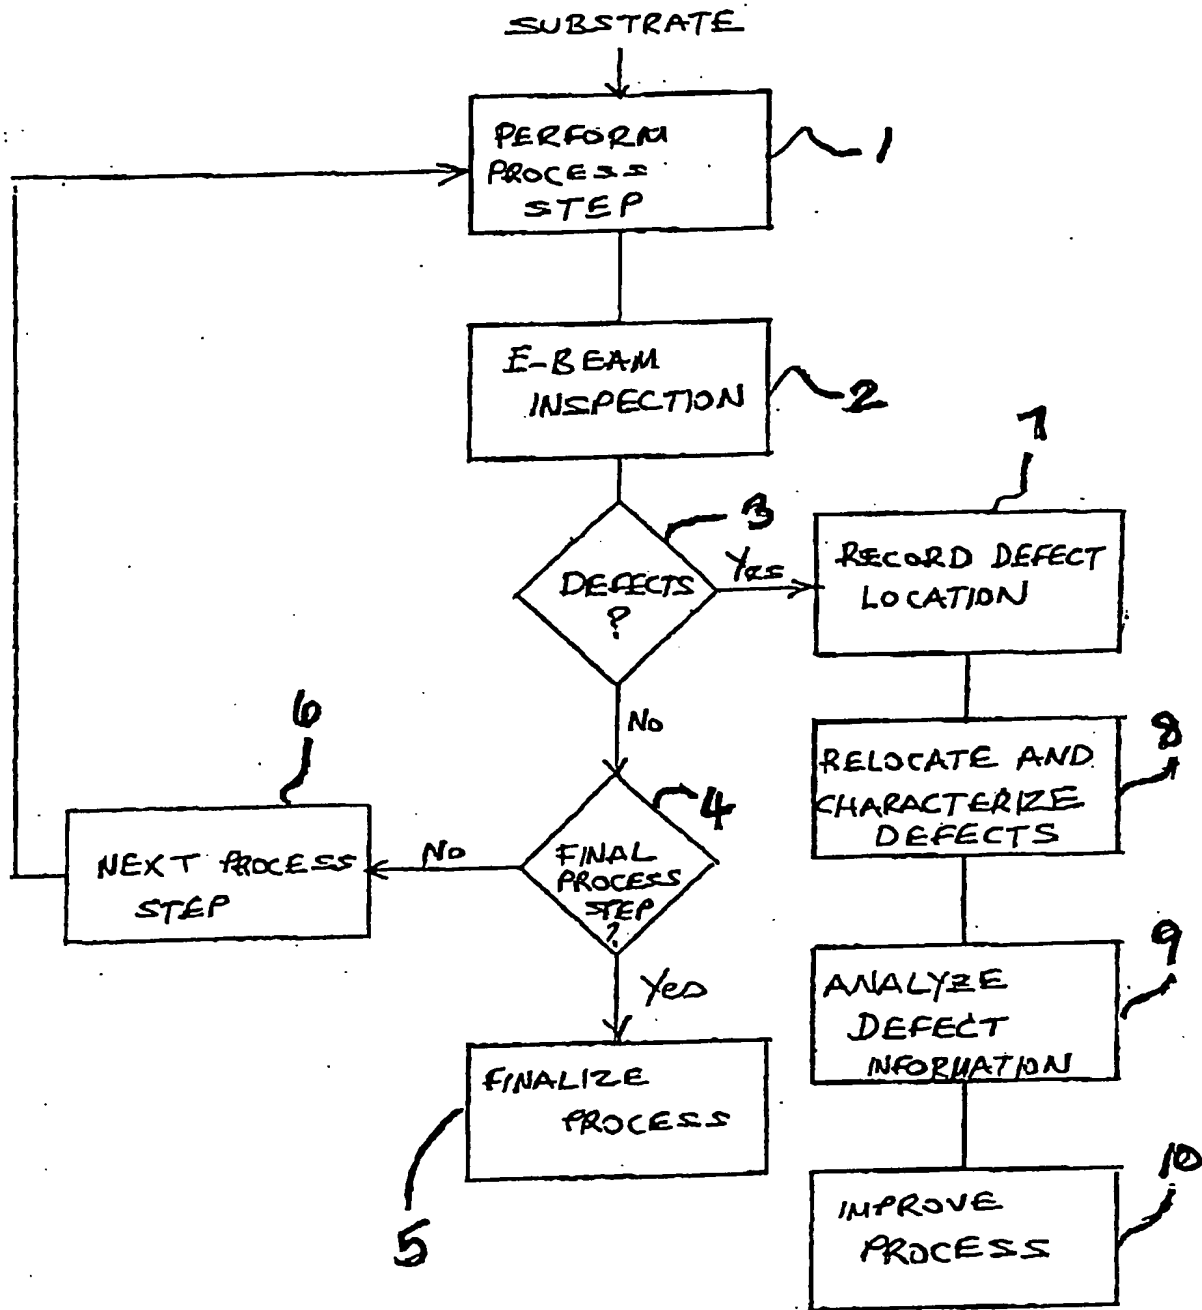 SUBSTRATE
PERFORM
PROCESS
STEP
1
E-BEAM
INSPECTION
2
DEFECTS
?
3
YES
7
RECORD DEFECT
LOCATION
NO
8
RELOCATE AND
CHARACTERIZE
DEFECTS
6
NEXT PROCESS
STEP
NO
4
FINAL
PROCESS
STEP
?
Yes
9
ANALYZE
DEFECT
INFORMATION
FINALIZE
PROCESS
5
10
IMPROVE
PROCESS